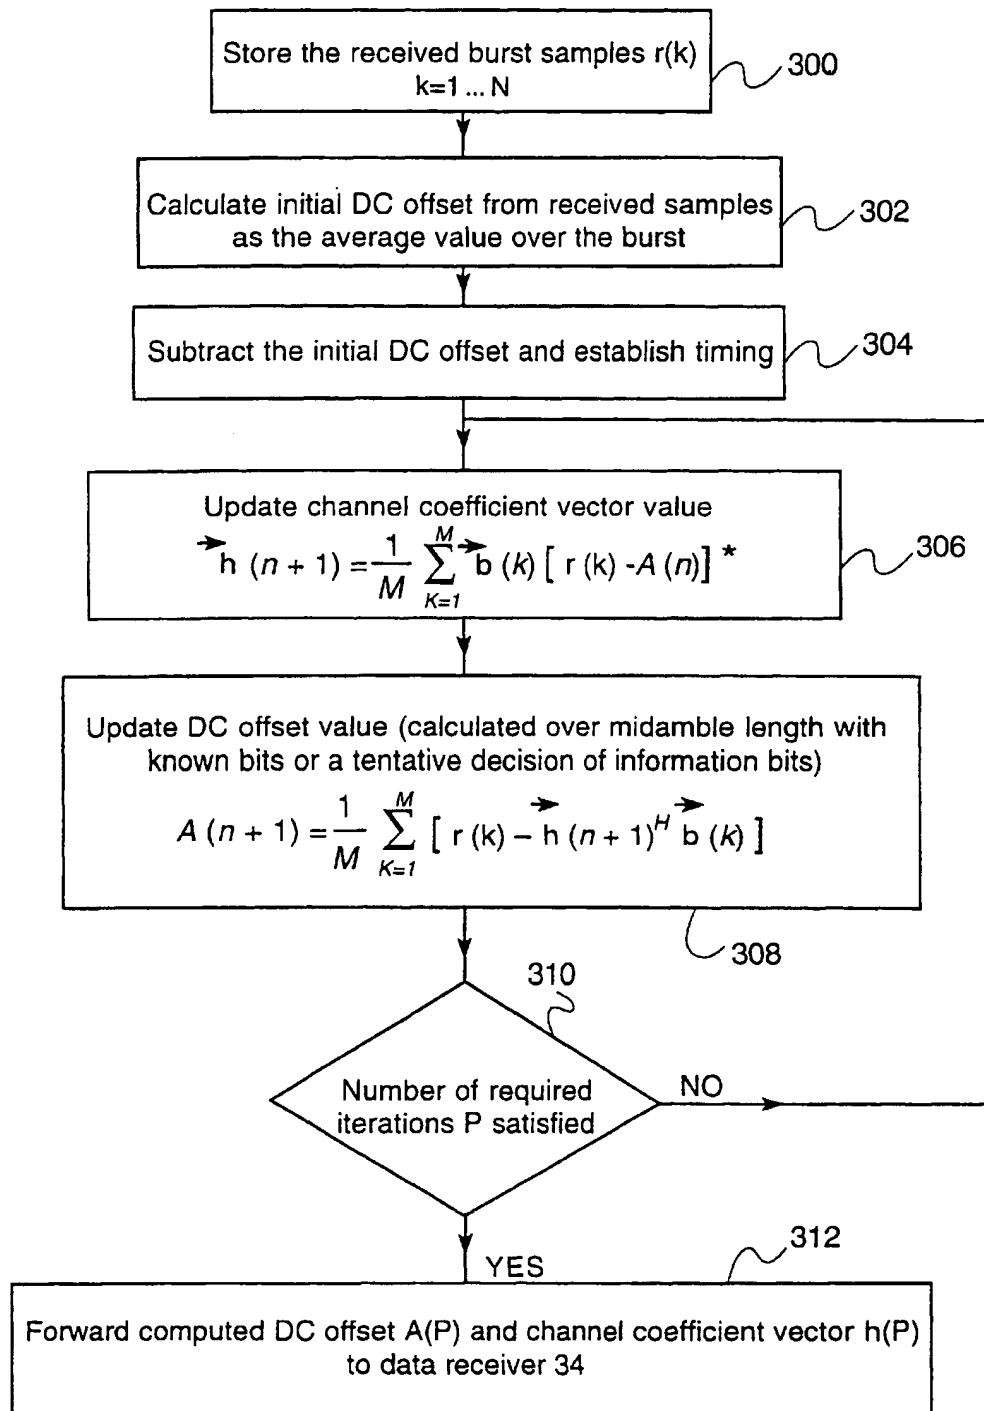 Store the received burst samples r(k)
k=1 ... N
300
Calculate initial DC offset from received samples
as the average value over the burst
302
Subtract the initial DC offset and establish timing
304
Update channel coefficient vector value
h⃗ (n + 1) = 1/M ∑_{K=1}^{M} b⃗ (k) [ r (k) -A (n)] *
306
Update DC offset value (calculated over midamble length with
known bits or a tentative decision of information bits)
A (n + 1) = 1/M ∑_{K=1}^{M} [ r (k) – h⃗ (n + 1)^H b⃗ (k) ]
308
310
Number of required
iterations P satisfied
NO
YES
312
Forward computed DC offset A(P) and channel coefficient vector h(P)
to data receiver 34